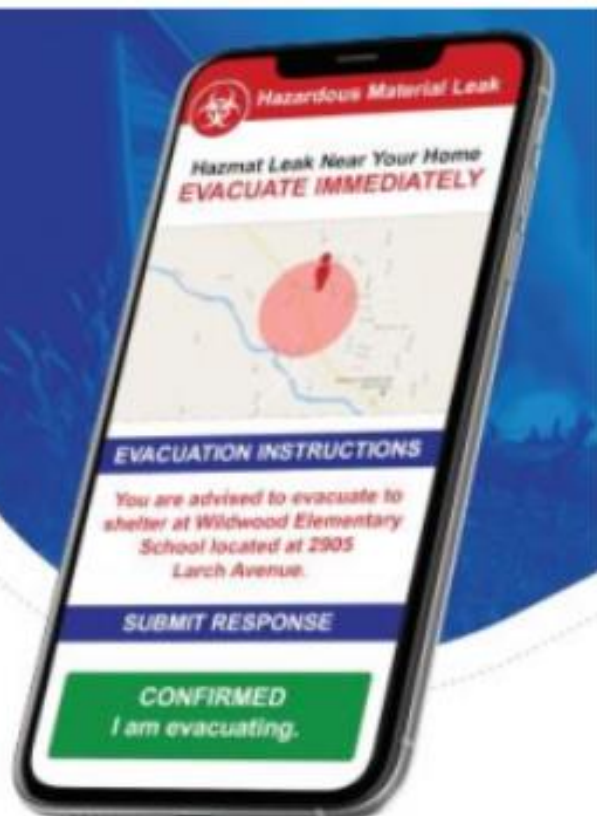 Hazardous Material Leak
Hazmat Leak Near Your Home
EVACUATE IMMEDIATELY
EVACUATION INSTRUCTIONS
You are advised to evacuate to
shelter at Wildwood Elementary
School located at 2905
Larch Avenue.
SUBMIT RESPONSE
CONFIRMED
I am evacuating.